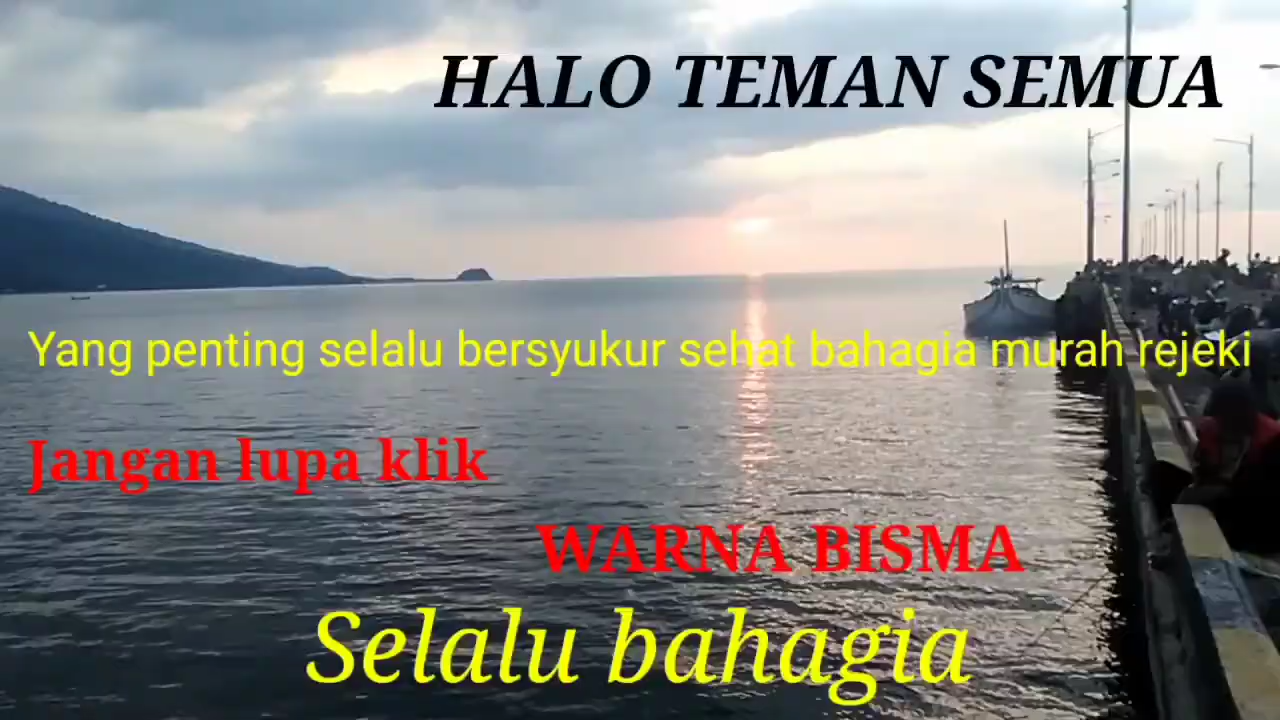 HALO TEMAN SEMUA
Yang penting selalu bersyukur sehat bahagia murah rejeki
Jangan lupa klik
WARNA BISMA
Selalu bahagia